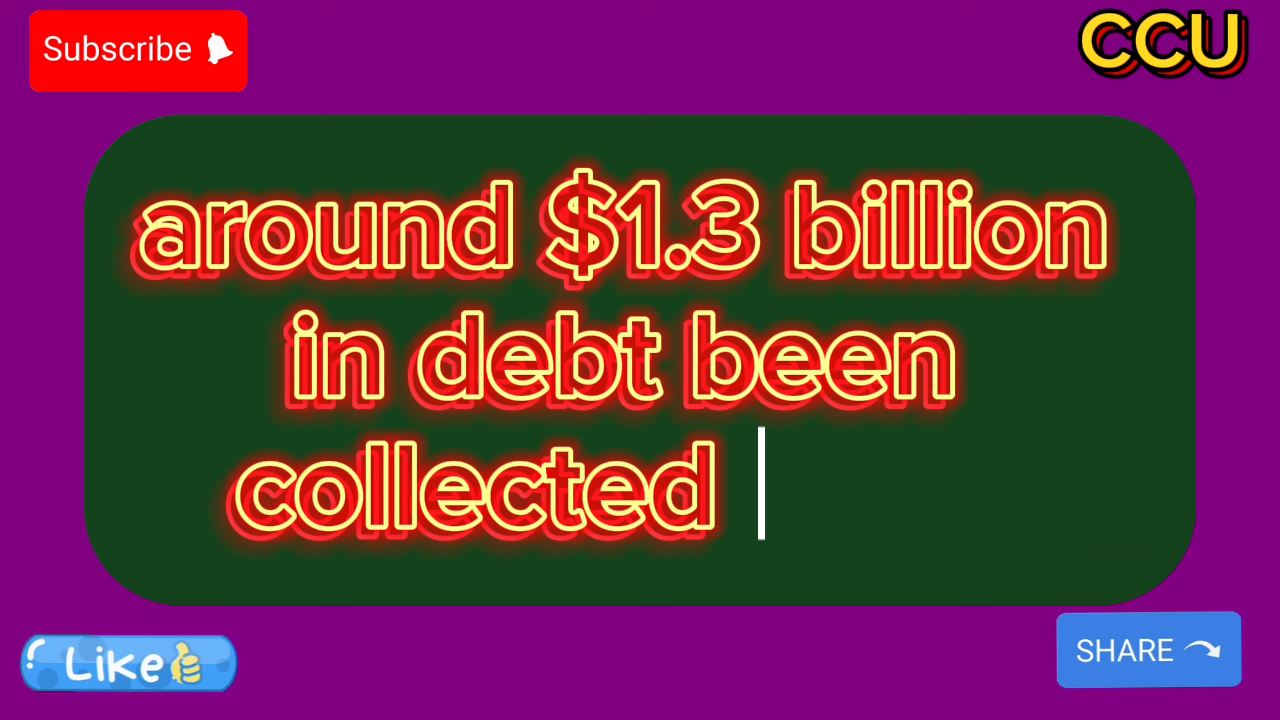 Subscribe
CCU
around $1.3 billion
in debt been
collected
Like
SHARE